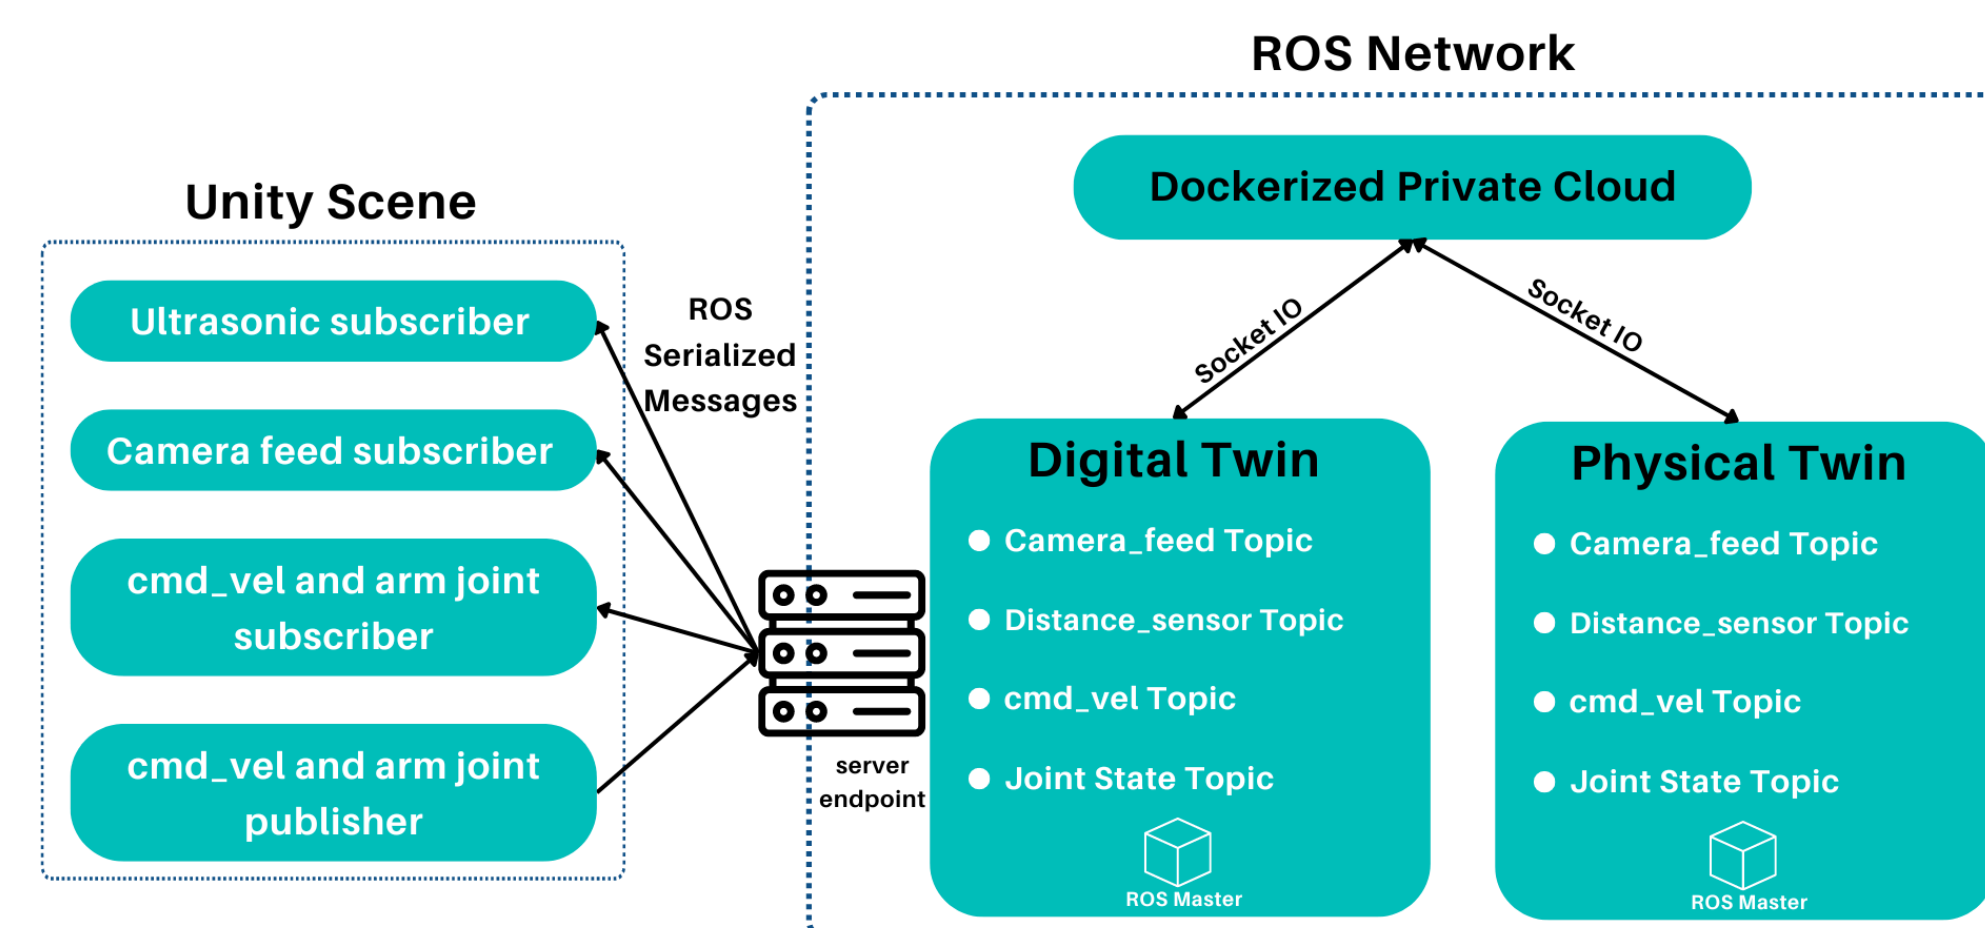 ROS Network
Dockerized Private Cloud
Unity Scene
Ultrasonic subscriber
Camera feed subscriber
cmd_vel and arm joint
subscriber
cmd_vel and arm joint
publisher
ROS
Serialized
Messages
server
endpoint
Socket IO
Socket IO
Digital Twin
Camera_feed Topic
Distance_sensor Topic
cmd_vel Topic
Joint State Topic
ROS Master
Physical Twin
Camera_feed Topic
Distance_sensor Topic
cmd_vel Topic
Joint State Topic
ROS Master